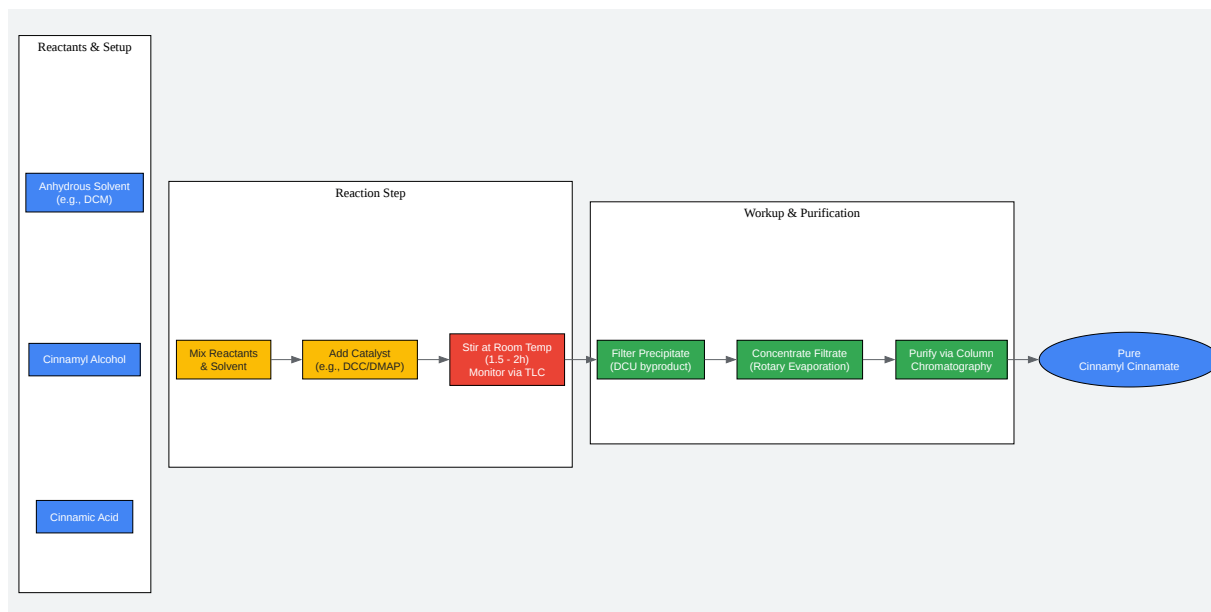 Reactants & Setup
Anhydrous Solvent
(e.g., DCM)
Cinnamyl Alcohol
Cinnamic Acid
Reaction Step
Mix Reactants
& Solvent
Add Catalyst
(e.g., DCC/DMAP)
Stir at Room Temp
(1.5 - 2h)
Monitor via TLC
Workup & Purification
Filter Precipitate
(DCU byproduct)
Concentrate Filtrate
(Rotary Evaporation)
Purify via Column
Chromatography
Pure
Cinnamyl Cinnamate